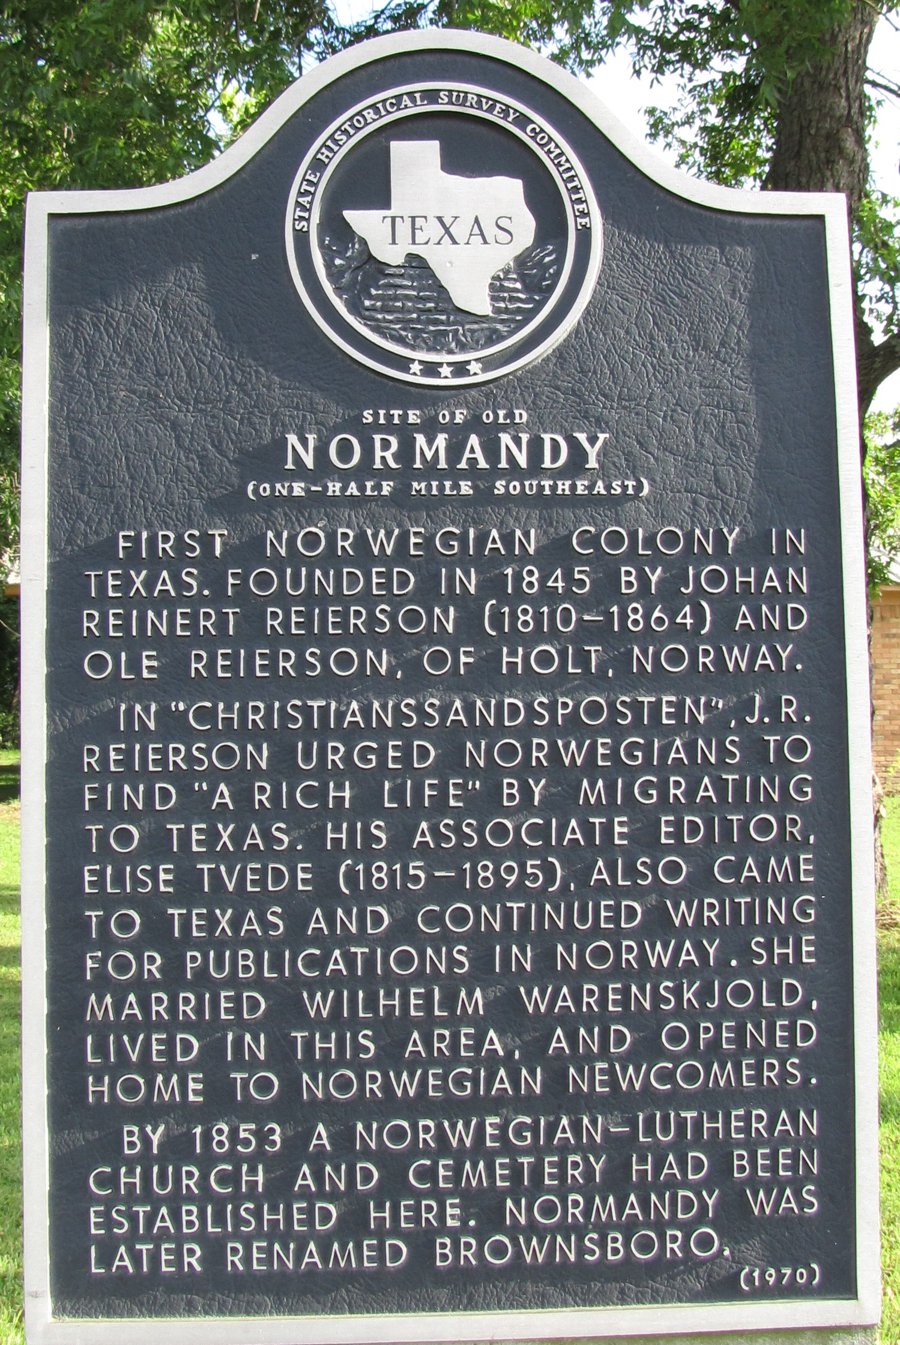 STATE HISTORICAL SURVEY COMMITTEE
TEXAS
SITE OF OLD
NORMANDY
(ONE-HALF MILE SOUTHEAST)
FIRST NORWEGIAN COLONY IN
TEXAS. FOUNDED IN 1845 BY JOHAN
REINERT REIERSON (1810-1864) AND
OLE REIERSON, OF HOLT, NORWAY.
IN "CHRISTIANSSANDSPOSTEN", J.R.
REIERSON URGED NORWEGIANS TO
FIND "A RICH LIFE" BY MIGRATING
TO TEXAS. HIS ASSOCIATE EDITOR,
ELISE TVEDE (1815-1895), ALSO CAME
TO TEXAS AND CONTINUED WRITING
FOR PUBLICATIONS IN NORWAY. SHE
MARRIED WILHELM WARENSKJOLD,
LIVED IN THIS AREA, AND OPENED
HOME TO NORWEGIAN NEWCOMERS.
BY 1853 A NORWEGIAN-LUTHERAN
CHURCH AND CEMETERY HAD BEEN
ESTABLISHED HERE. NORMANDY WAS
LATER RENAMED BROWNSBORO.
(1970)